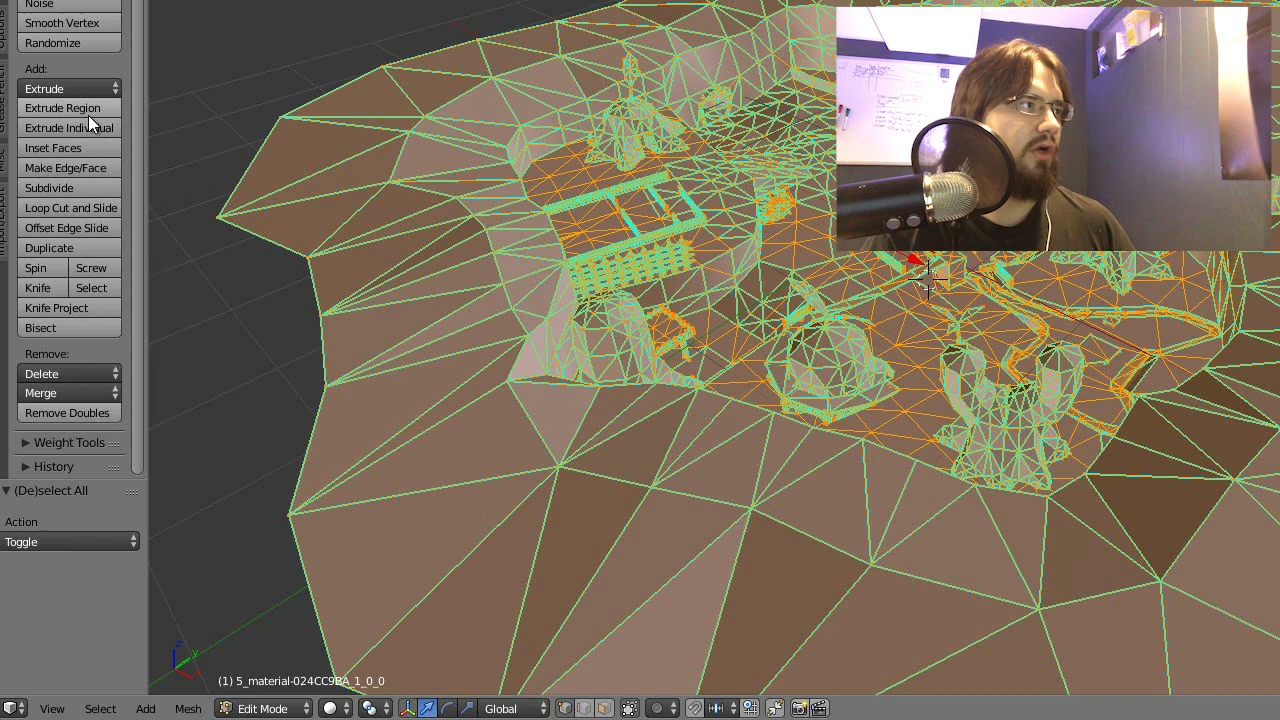 Noise
Smooth Vertex
Randomize
Add:
Extrude
Extrude Region
Extrude Individual
Inset Faces
Make Edge/Face
Subdivide
Loop Cut and Slide
Offset Edge Slide
Duplicate
Spin Screw
Knife Select
Knife Project
Bisect
Remove:
Delete
Merge
Remove Doubles
Weight Tools
History
(De)select All
Action
Toggle
z
y
(1) 5_material-024CC9BA_1_0_0
View Select Add Mesh Edit Mode Global